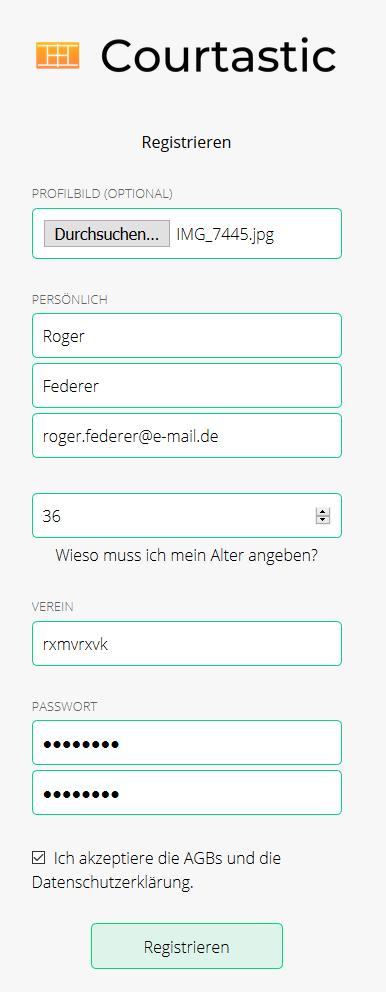 Courtastic
Registrieren
PROFILBILD (OPTIONAL)
Durchsuchen... IMG_7445.jpg
PERSÖNLICH
Roger
Federer
roger.federer@e-mail.de
36
Wieso muss ich mein Alter angeben?
VEREIN
rxmvrxvk
PASSWORT
••••••••
••••••••
Ich akzeptiere die AGBs und die
Datenschutzerklärung.
Registrieren